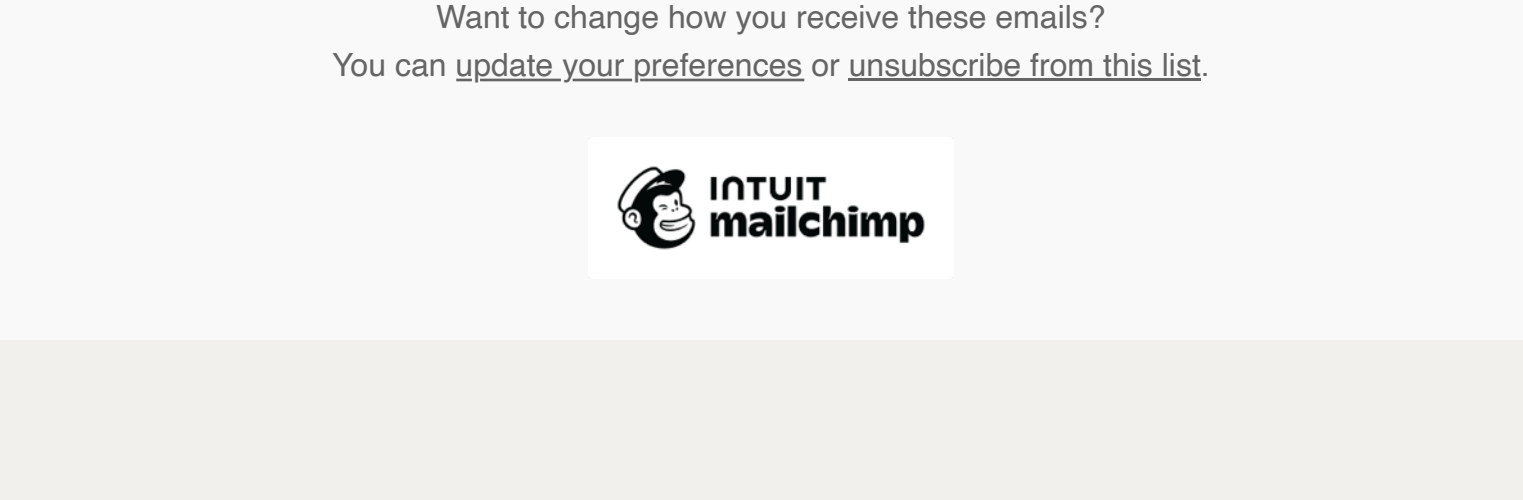 Want to change how you receive these emails?
You can update your preferences or unsubscribe from this list.
INTUIT
mailchimp